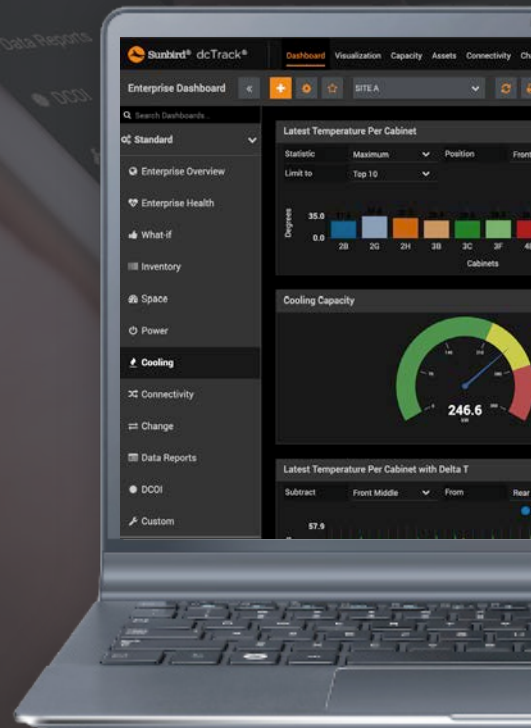 Data Reports
DCOI
Sunbird® dcTrack®
Dashboard Visualization Capacity Assets Connectivity
Enterprise Dashboard « SITE A
Search Dashboards...
Standard
Enterprise Overview
Enterprise Health
What-if
Inventory
Space
Power
Cooling
Connectivity
Change
Data Reports
DCOI
Custom
Latest Temperature Per Cabinet
Statistic Maximum Position Front
Limit to Top 10
Degrees
35.0
0.0
2B 2G 2H 3B 3C 3F
Cabinets
Cooling Capacity
246.6
Latest Temperature Per Cabinet with Delta T
Subtract Front Middle From Rear
57.9